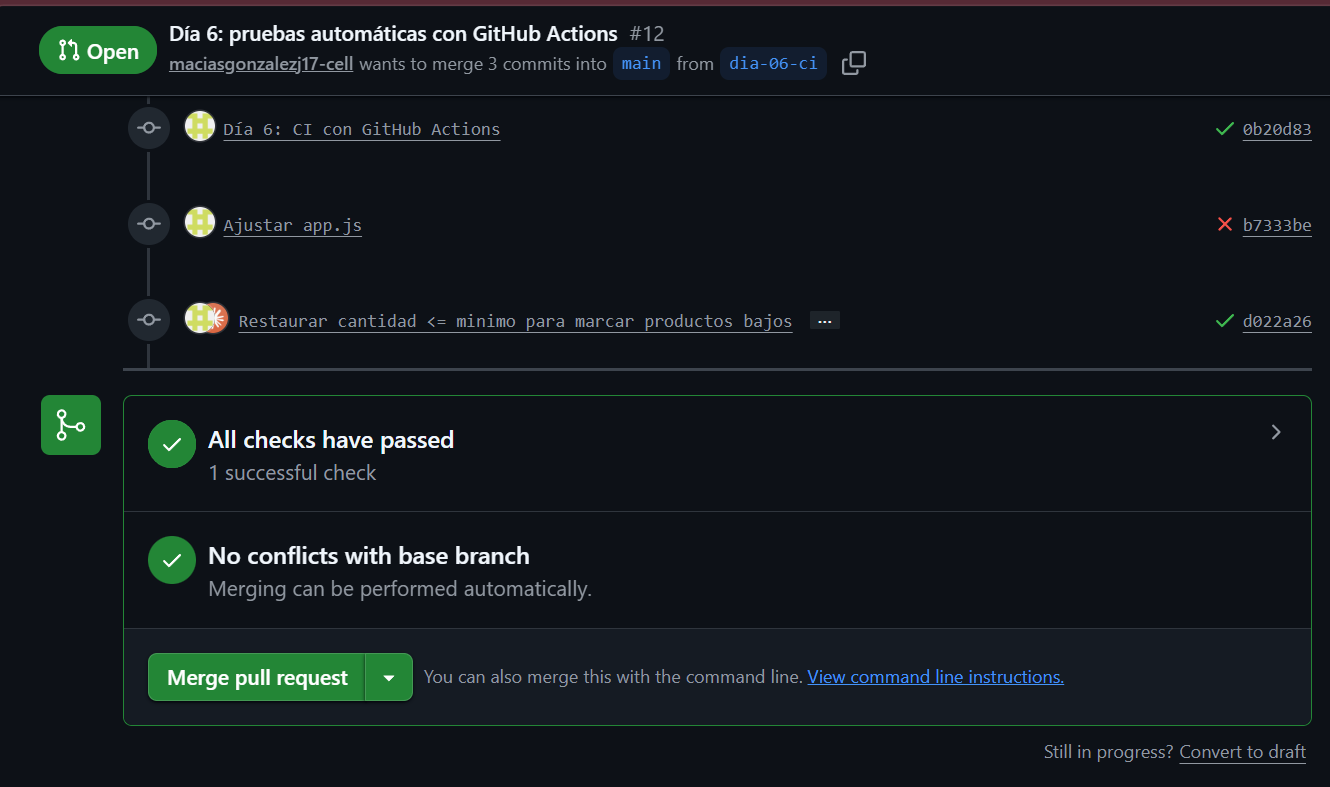 Open
Día 6: pruebas automáticas con GitHub Actions #12
maciasgonzalezj17-cell wants to merge 3 commits into main from dia-06-ci
Día 6: CI con GitHub Actions 0b20d83
Ajustar app.js b7333be
Restaurar cantidad <= minimo para marcar productos bajos ... d022a26
All checks have passed
1 successful check
No conflicts with base branch
Merging can be performed automatically.
Merge pull request You can also merge this with the command line. View command line instructions.
Still in progress? Convert to draft